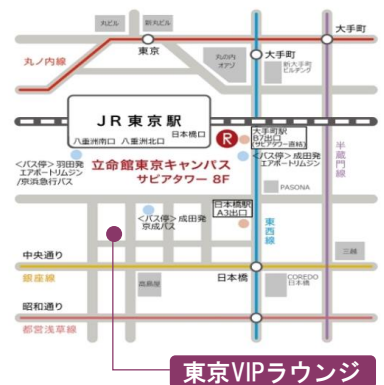 丸ビル
新丸ビル
大手町
丸ノ内線
東京
丸の内
オアゾ
大手町
新大手町
ビルヂング
JR東京駅
日本橋口
八重洲南口 八重洲北口
R
大手町駅
B7出口
(サピアタワー直結)
半蔵門線
<バス停> 羽田発
エアポートリムジン
/京浜急行バス
立命館東京キャンパス
サピアタワー 8F
<バス停>成田発
エアポートリムジン
PASONA
日本橋駅
A3出口
<バス停>成田発
京成バス
東西線
中央通り
銀座線
高島屋
日本橋
COREDO
日本橋
三越
昭和通り
都営浅草線
東京VIPラウンジ